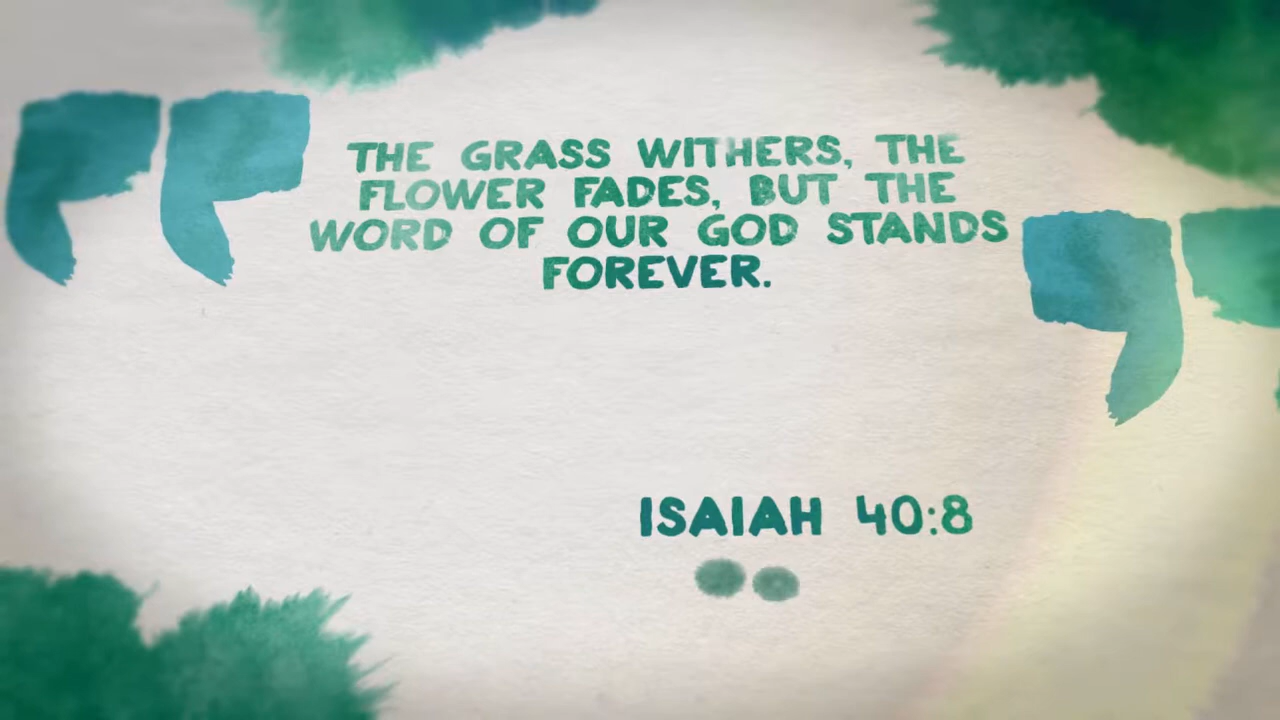 THE GRASS WITHERS, THE
FLOWER FADES, BUT THE
WORD OF OUR GOD STANDS
FOREVER.
ISAIAH 40:8